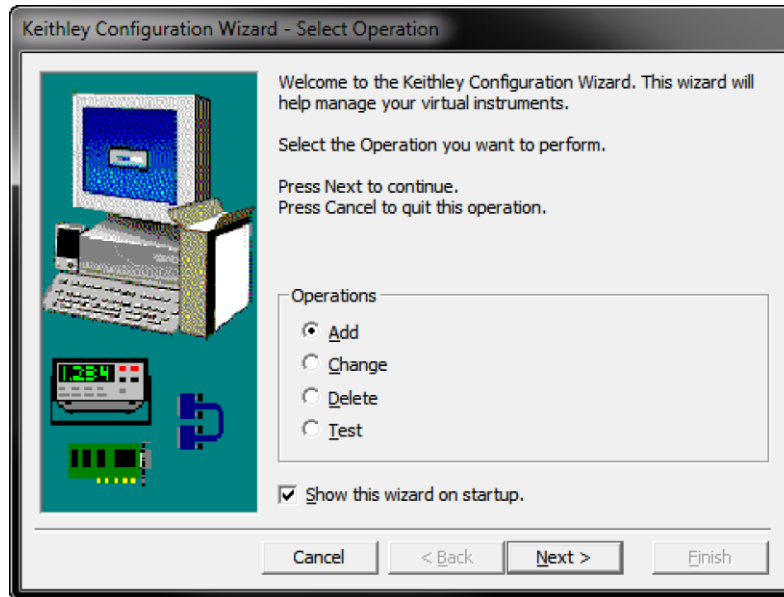 Keithley Configuration Wizard - Select Operation
Welcome to the Keithley Configuration Wizard. This wizard will
help manage your virtual instruments.
Select the Operation you want to perform.
Press Next to continue.
Press Cancel to quit this operation.
Operations
Add
Change
Delete
Test
1.234
Show this wizard on startup.
Cancel
< Back
Next >
Finish